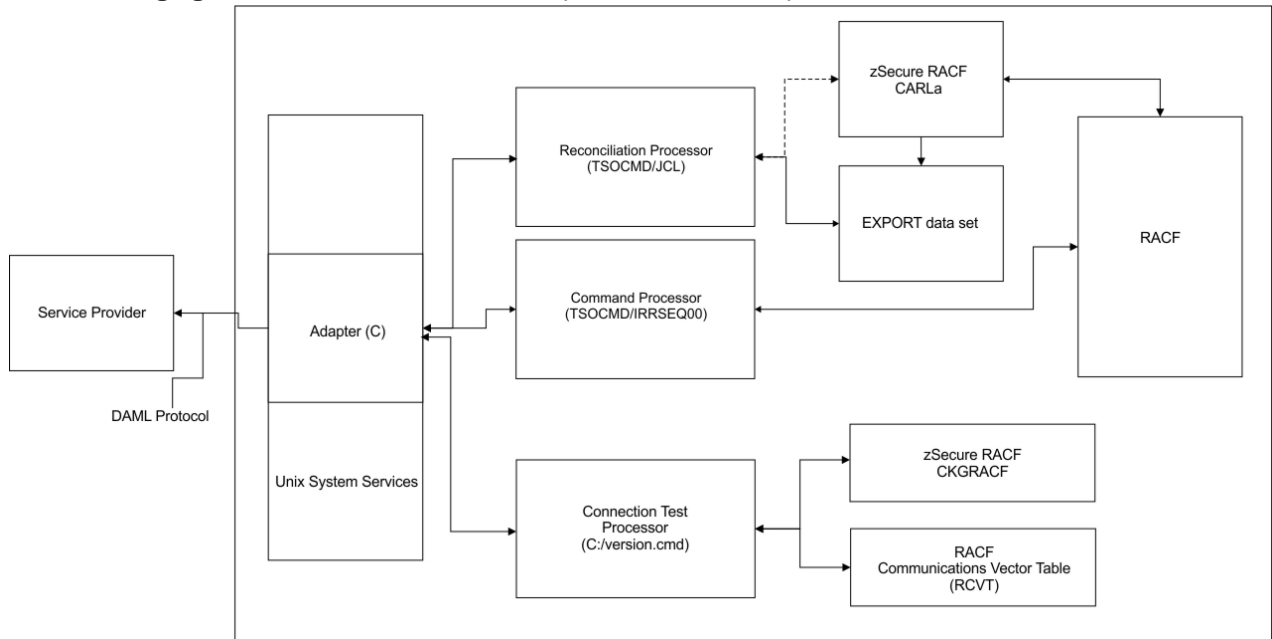 zSecure RACF
CARLa
Reconciliation Processor
(TSOCMD/JCL)
EXPORT data set
RACF
Service Provider
Adapter (C)
Command Processor
(TSOCMD/IRRSEQ00)
DAML Protocol
Unix System Services
zSecure RACF
CKGRACF
Connection Test
Processor
(C:/version.cmd)
RACF
Communications Vector Table
(RCVT)